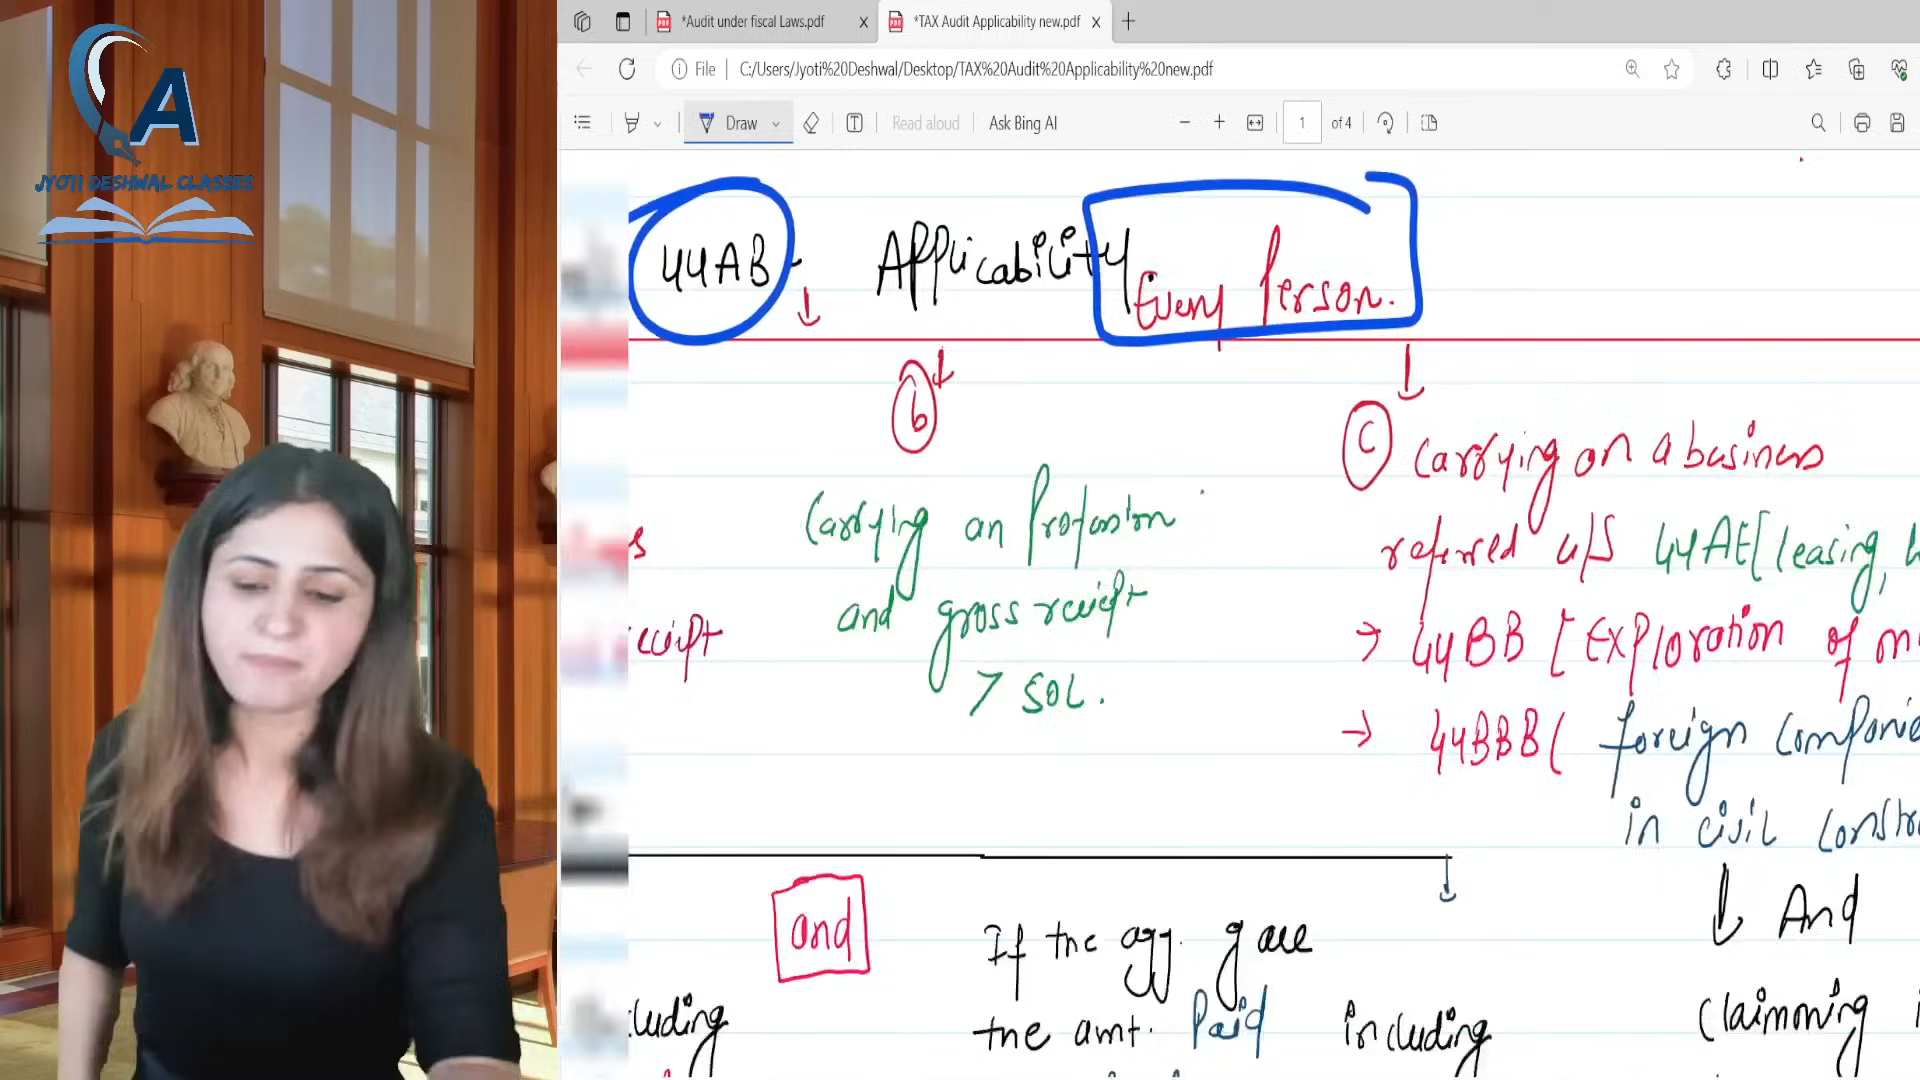 *Audit under fiscal Laws.pdf
*TAX Audit Applicability new.pdf
File C:/Users/Jyoti%20Deshwal/Desktop/TAX%20Audit%20Applicability%20new.pdf
Draw
Read aloud
Ask Bing AI
1 of 4
A
JYOTI DESHWAL CLASSES
44AB - Applicability Every Person.
b
c carrying on a business
referred u/s 44AE [leasing,
→ 44BB [Exploration of
→ 44BBB ( foreign
in civil
carrying on Profession
and gross receipt
> 50L.
↓ And
and
If the agg. g are
the amt. Paid including
claimoning